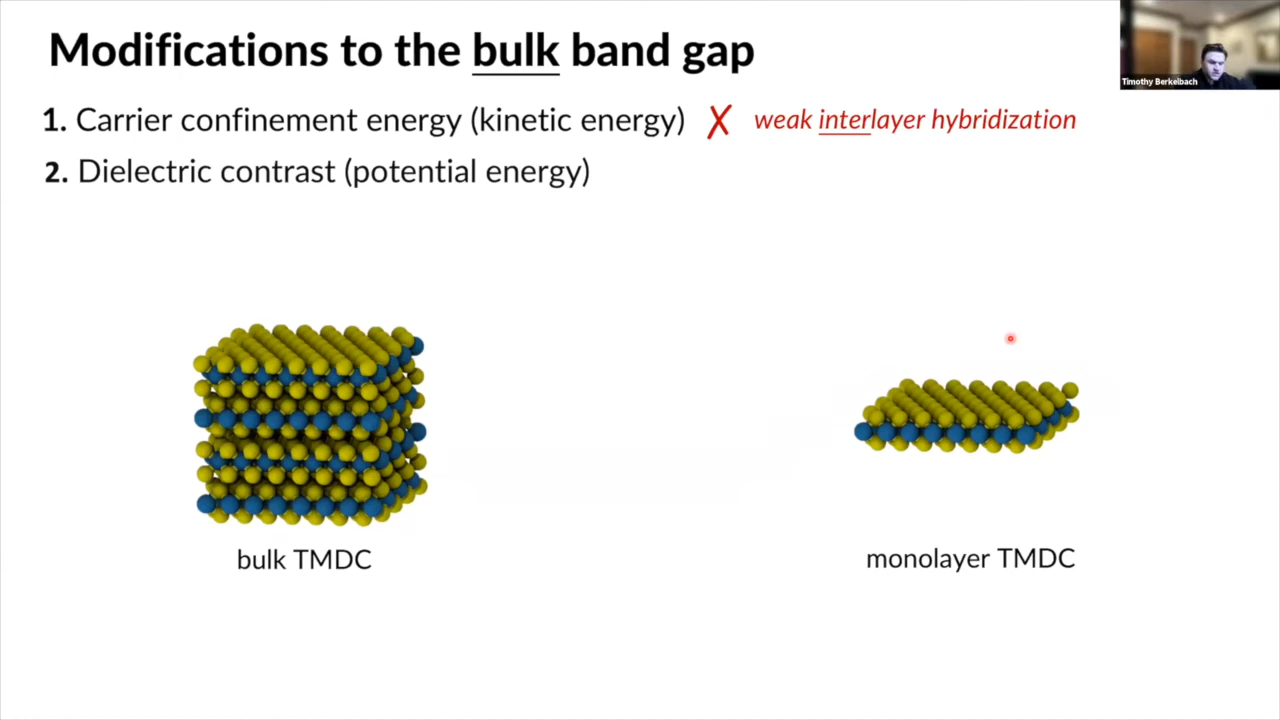 Modifications to the bulk band gap
Timothy Berkelbach
1. Carrier confinement energy (kinetic energy) ✗ weak interlayer hybridization
2. Dielectric contrast (potential energy)
bulk TMDC
monolayer TMDC